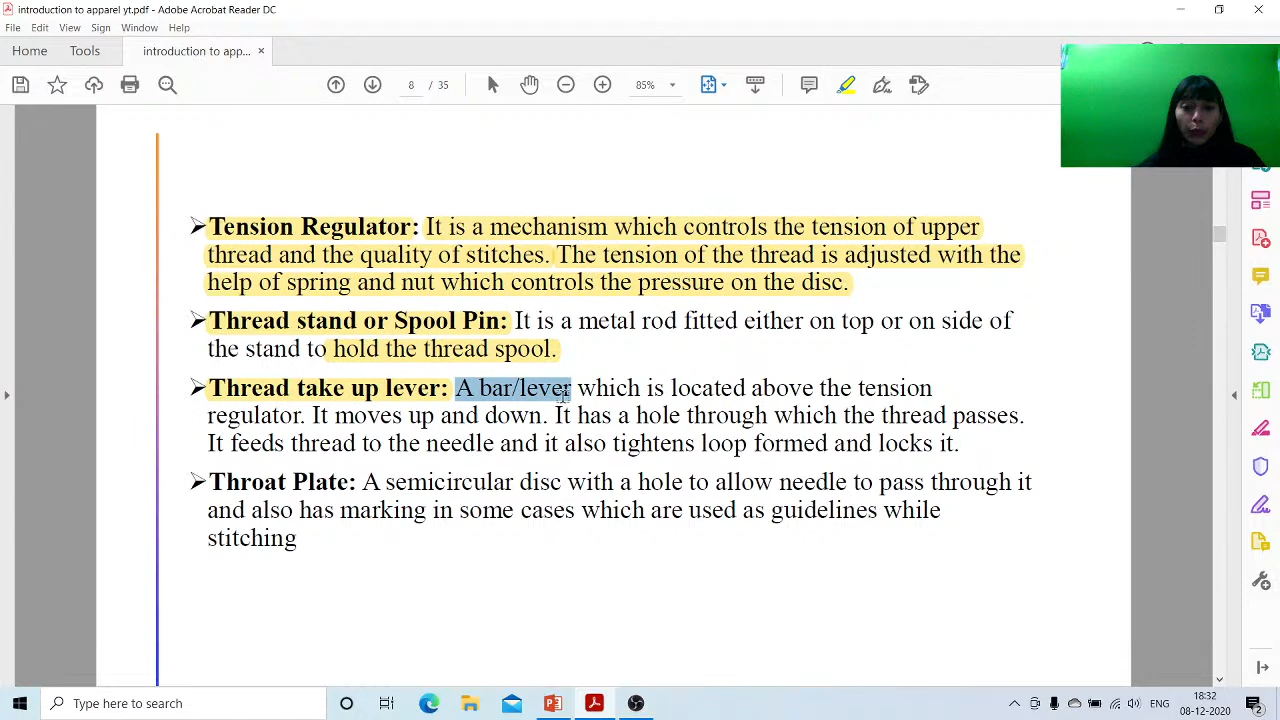 introduction to apparel yt.pdf - Adobe Acrobat Reader DC
File Edit View Sign Window Help
Home Tools introduction to app... ×
8 / 35 85%
Tension Regulator: It is a mechanism which controls the tension of upper
thread and the quality of stitches. The tension of the thread is adjusted with the
help of spring and nut which controls the pressure on the disc.
Thread stand or Spool Pin: It is a metal rod fitted either on top or on side of
the stand to hold the thread spool.
Thread take up lever: A bar/lever which is located above the tension
regulator. It moves up and down. It has a hole through which the thread passes.
It feeds thread to the needle and it also tightens loop formed and locks it.
Throat Plate: A semicircular disc with a hole to allow needle to pass through it
and also has marking in some cases which are used as guidelines while
stitching
Type here to search
ENG
18:32
08-12-2020
2